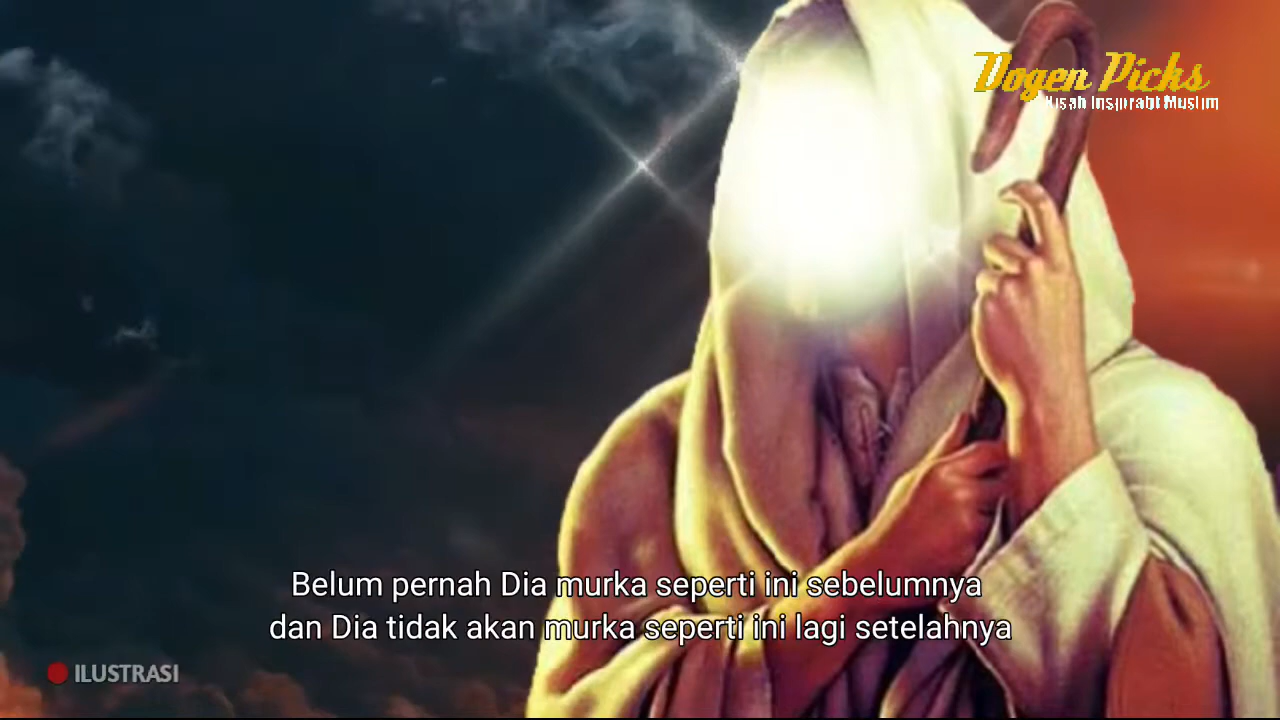 Dogen Picks
Kisah Inspiratif Muslim
Belum pernah Dia murka seperti ini sebelumnya
dan Dia tidak akan murka seperti ini lagi setelahnya
ILUSTRASI